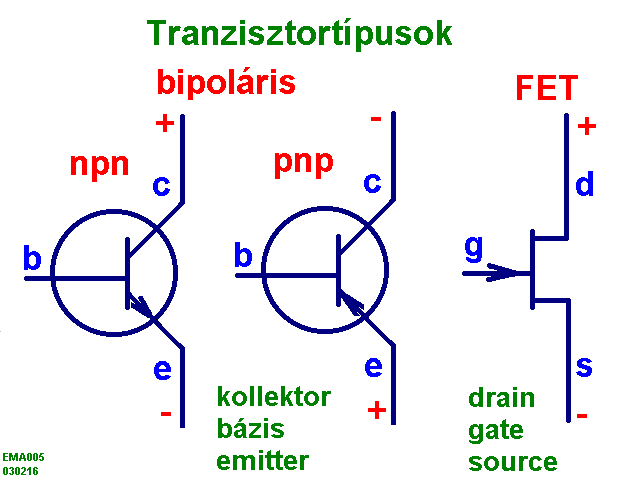 Tranzisztortípusok
bipoláris
FET
+
-
+
npn
pnp
c
c
d
b
b
g
e
e
s
-
+
-
kollektor
bázis
emitter
drain
gate
source
EMA005
030216